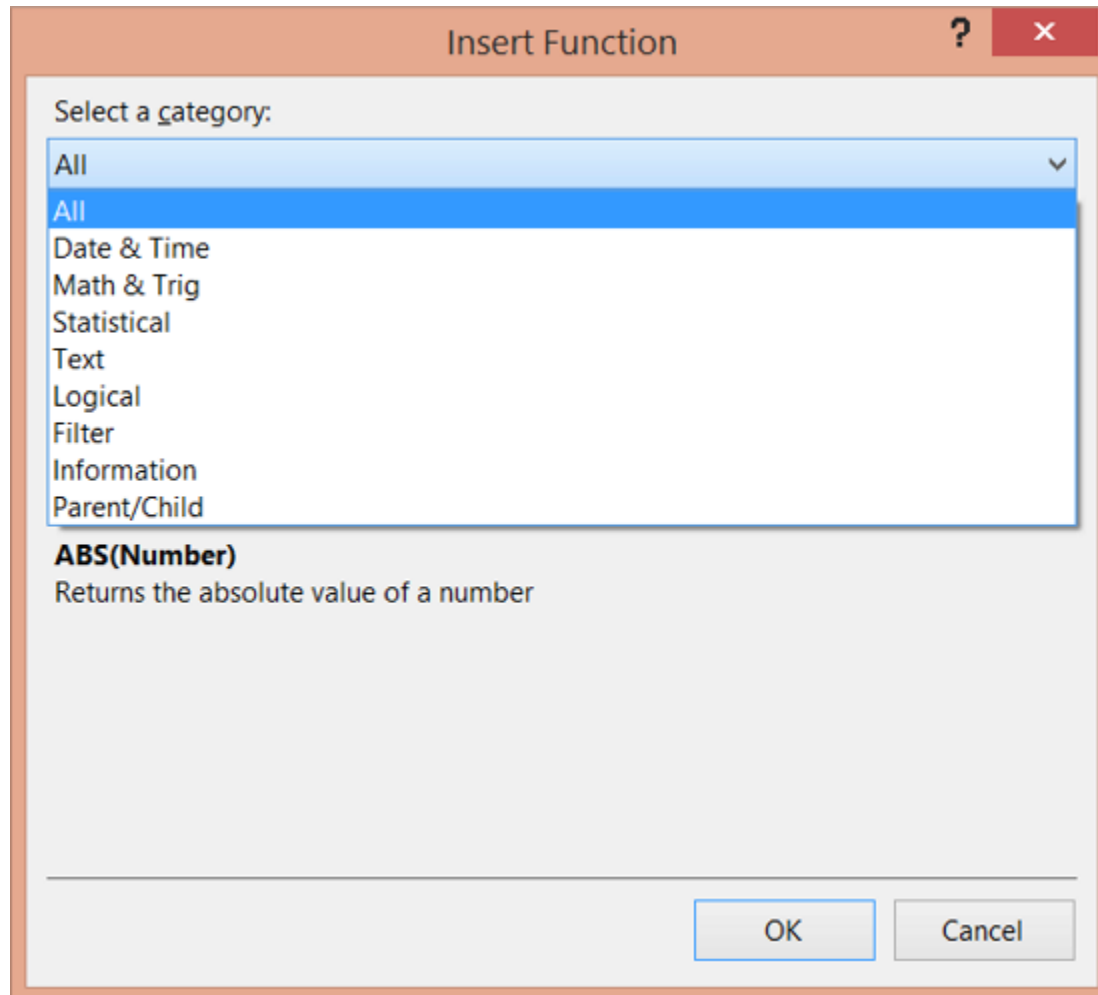 Insert Function
?
Select a category:
All
All
Date & Time
Math & Trig
Statistical
Text
Logical
Filter
Information
Parent/Child
ABS(Number)
Returns the absolute value of a number
OK
Cancel